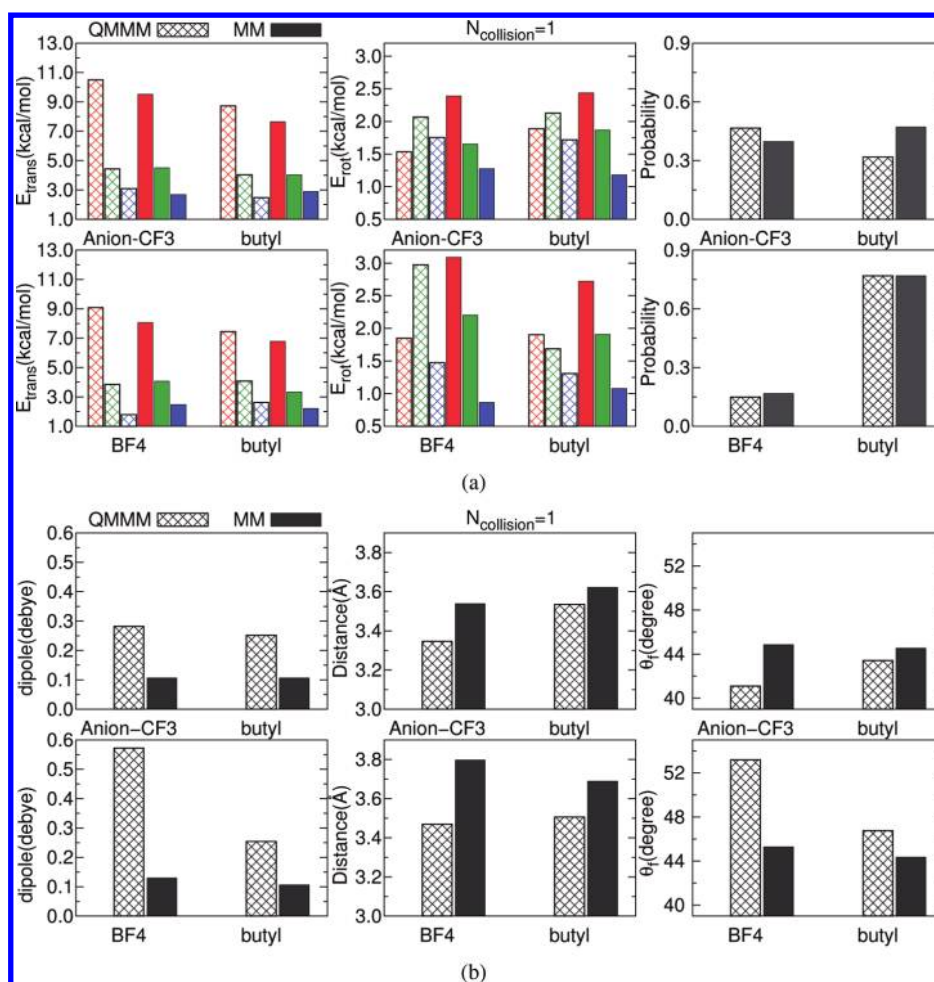 QMMM MM N_collision=1
13.0 11.0 9.0 7.0 5.0 3.0 1.0
E_trans(kcal/mol)
Anion-CF3 butyl
2.5 2.0 1.5 1.0 0.5
E_rot(kcal/mol)
Anion-CF3 butyl
0.9 0.6 0.3 0.0
Probability
Anion-CF3 butyl
13.0 11.0 9.0 7.0 5.0 3.0 1.0
E_trans(kcal/mol)
BF4 butyl
3.0 2.5 2.0 1.5 1.0 0.5
E_rot(kcal/mol)
BF4 butyl
0.9 0.6 0.3 0.0
Probability
BF4 butyl
(a)
QMMM MM N_collision=1
0.6 0.5 0.4 0.3 0.2 0.1 0.0
dipole(debye)
Anion−CF3 butyl
3.8 3.6 3.4 3.2 3.0
Distance(Å)
Anion−CF3 butyl
52 48 44 40
θ_f(degree)
Anion−CF3 butyl
0.6 0.5 0.4 0.3 0.2 0.1 0.0
dipole(debye)
BF4 butyl
3.8 3.6 3.4 3.2 3.0
Distance(Å)
BF4 butyl
52 48 44 40
θ_f(degree)
BF4 butyl
(b)